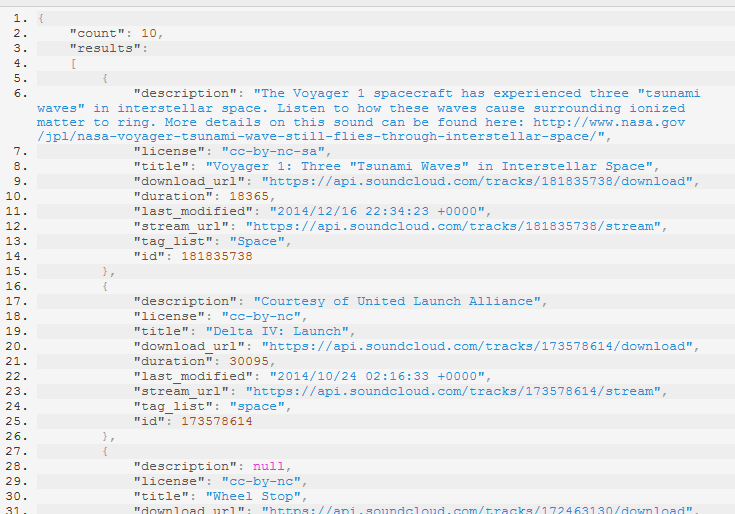 1. {
2. "count": 10,
3. "results":
4. [
5. {
6. "description": "The Voyager 1 spacecraft has experienced three "tsunami
waves" in interstellar space. Listen to how these waves cause surrounding ionized
matter to ring. More details on this sound can be found here: http://www.nasa.gov
/jpl/nasa-voyager-tsunami-wave-still-flies-through-interstellar-space/",
7. "license": "cc-by-nc-sa",
8. "title": "Voyager 1: Three "Tsunami Waves" in Interstellar Space",
9. "download_url": "https://api.soundcloud.com/tracks/181835738/download",
10. "duration": 18365,
11. "last_modified": "2014/12/16 22:34:23 +0000",
12. "stream_url": "https://api.soundcloud.com/tracks/181835738/stream",
13. "tag_list": "Space",
14. "id": 181835738
15. },
16. {
17. "description": "Courtesy of United Launch Alliance",
18. "license": "cc-by-nc",
19. "title": "Delta IV: Launch",
20. "download_url": "https://api.soundcloud.com/tracks/173578614/download",
21. "duration": 30095,
22. "last_modified": "2014/10/24 02:16:33 +0000",
23. "stream_url": "https://api.soundcloud.com/tracks/173578614/stream",
24. "tag_list": "space",
25. "id": 173578614
26. },
27. {
28. "description": null,
29. "license": "cc-by-nc",
30. "title": "Wheel Stop",
31. "download_url": "https://api.soundcloud.com/tracks/172463130/download",